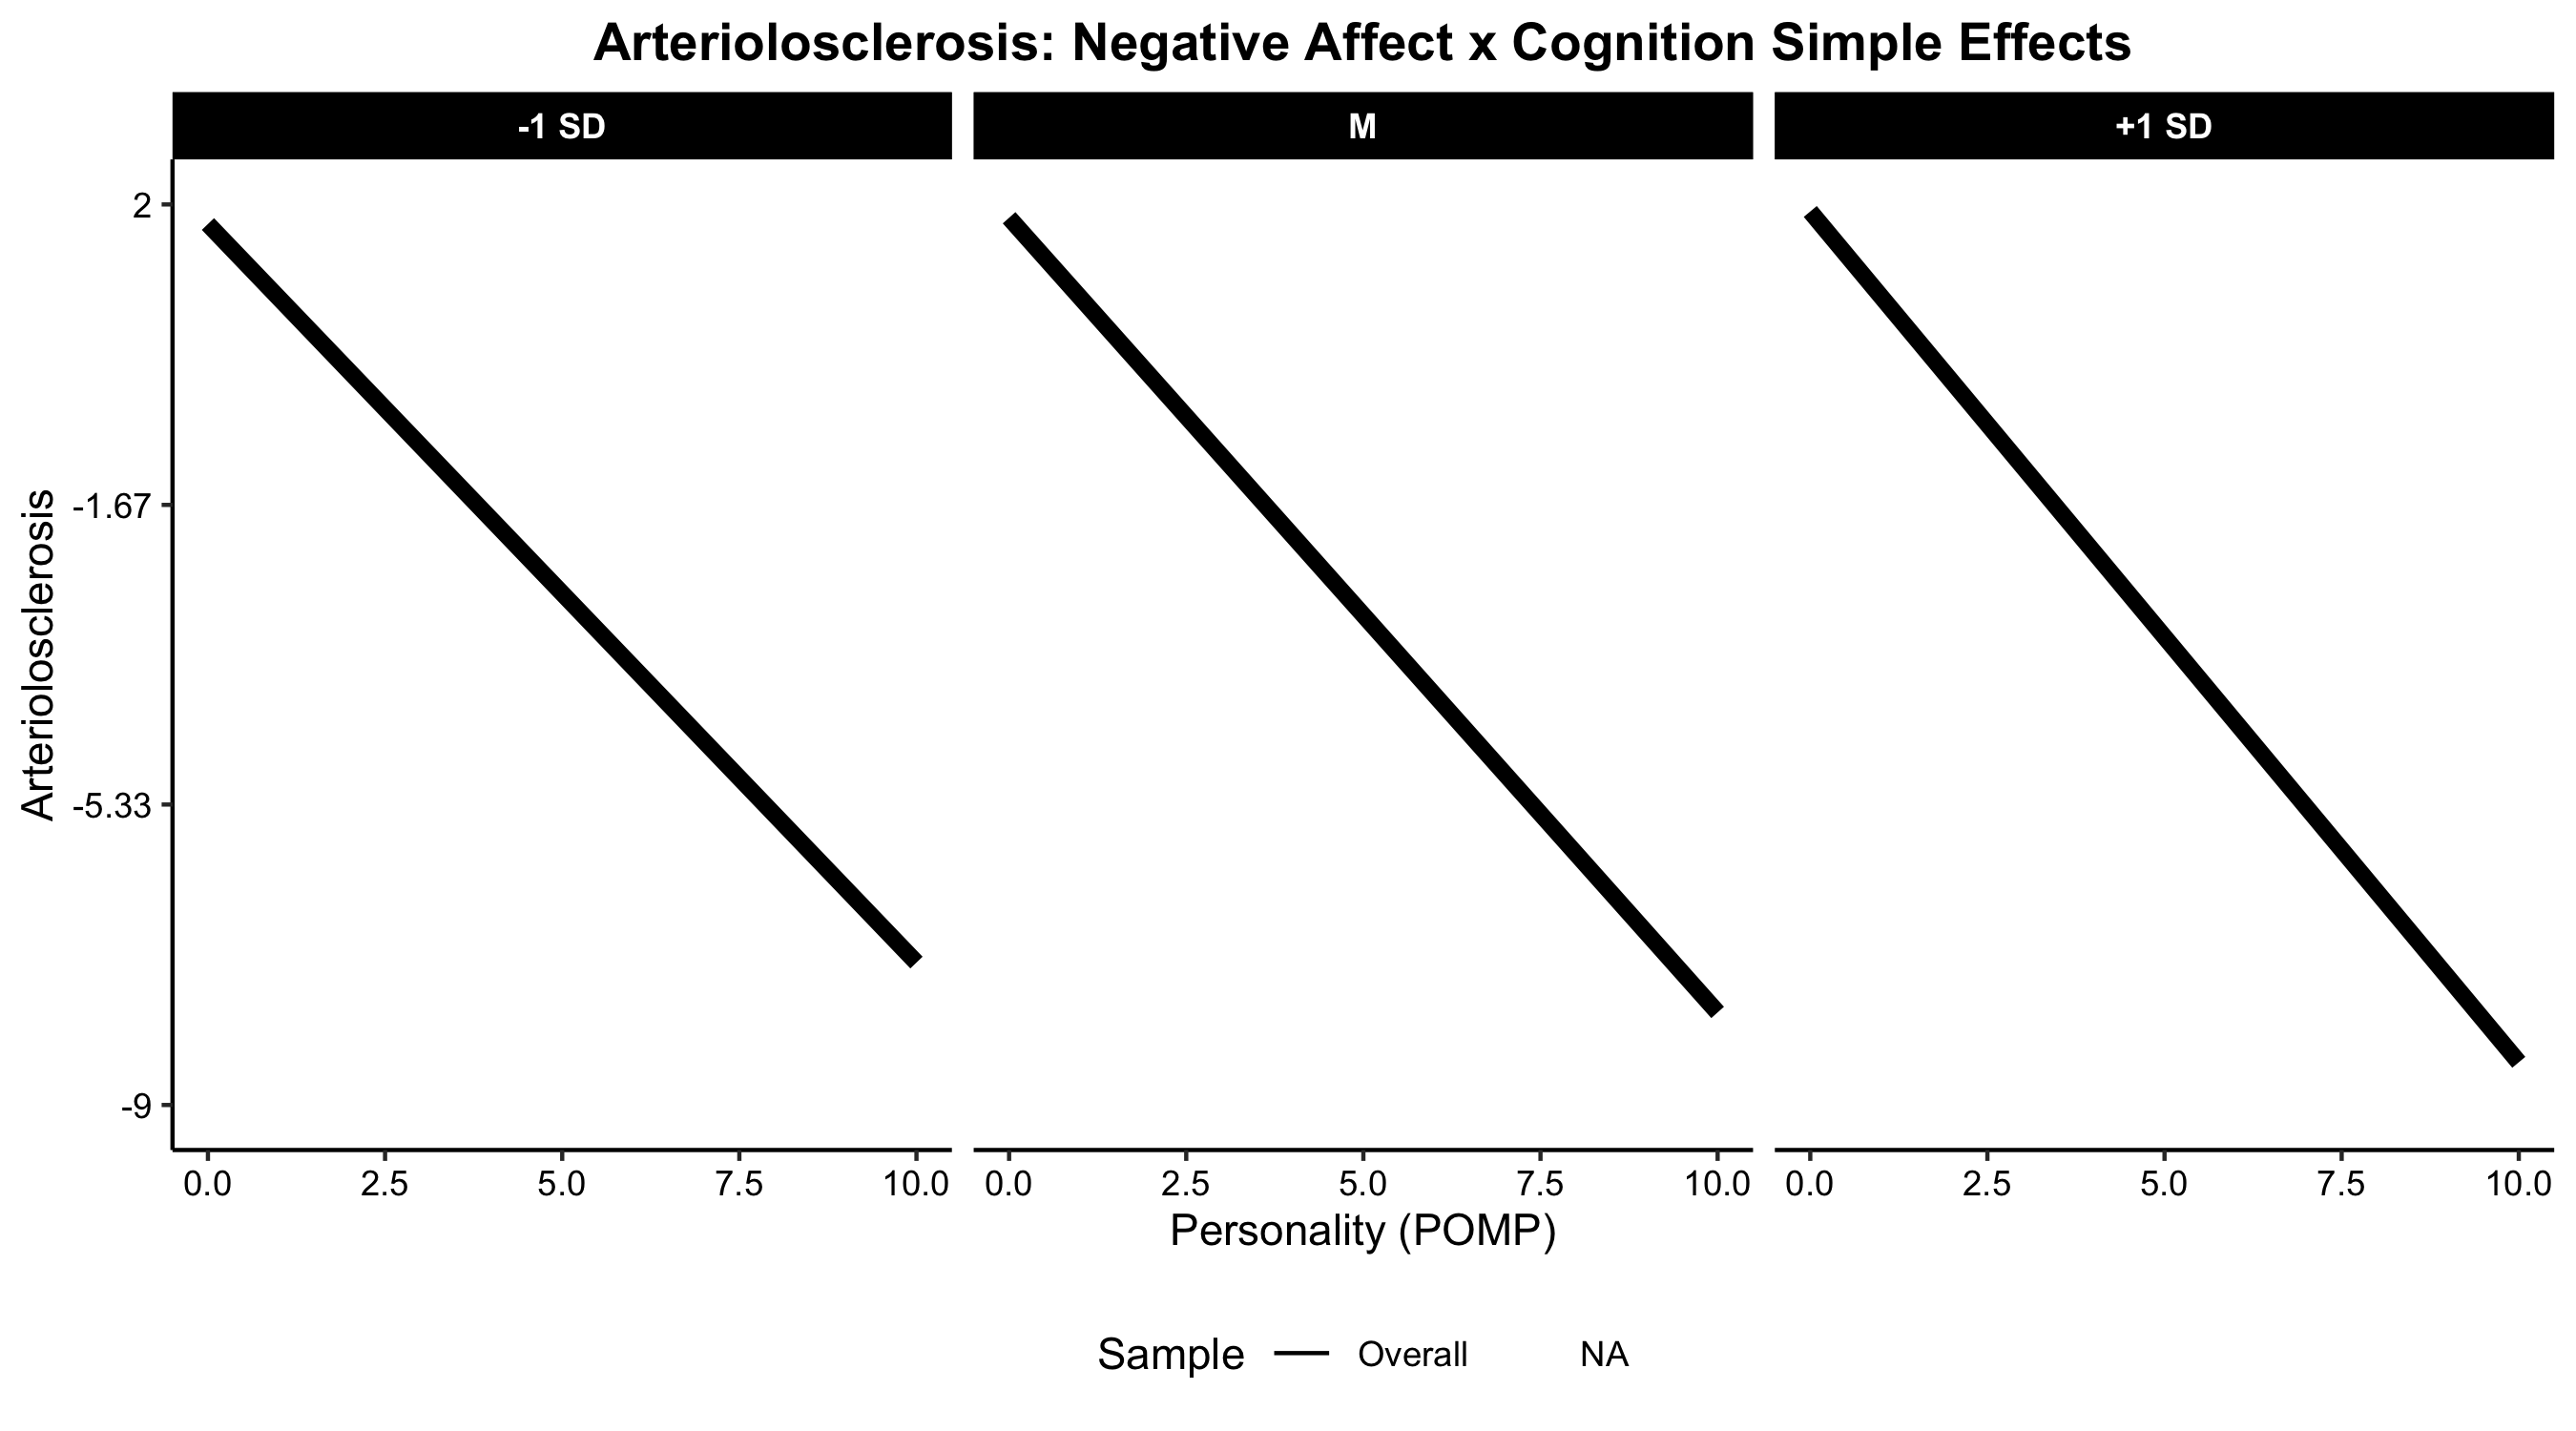 Arteriolosclerosis: Negative Affect x Cognition Simple Effects
-1 SD
M
+1 SD
Arteriolosclerosis
2
-1.67
-5.33
-9
0.0 2.5 5.0 7.5 10.0 0.0 2.5 5.0 7.5 10.0 0.0 2.5 5.0 7.5 10.0
Personality (POMP)
Sample Overall NA